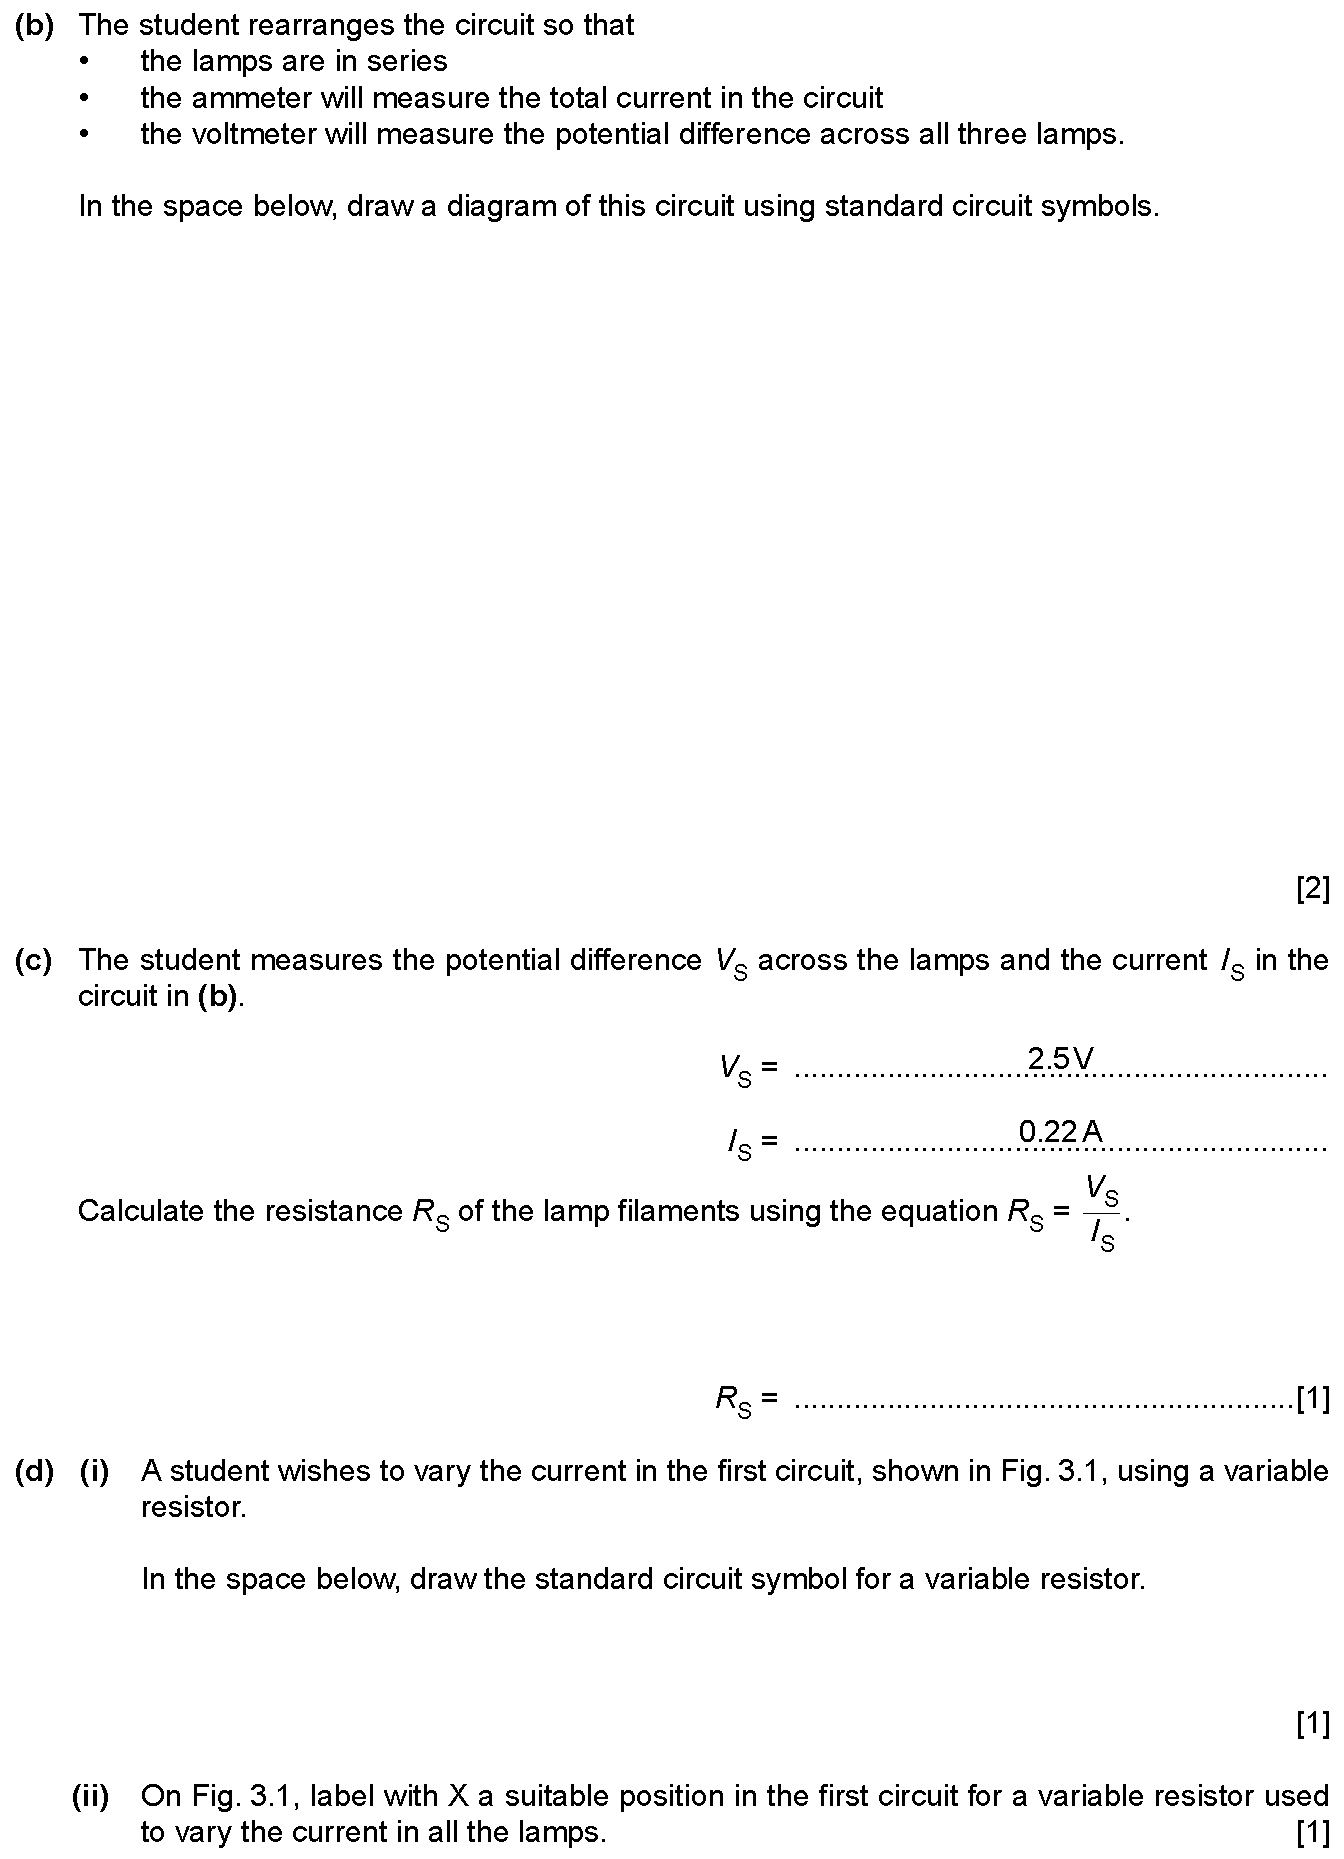 (b) The student rearranges the circuit so that
• the lamps are in series
• the ammeter will measure the total current in the circuit
• the voltmeter will measure the potential difference across all three lamps.
In the space below, draw a diagram of this circuit using standard circuit symbols.
[2]
(c) The student measures the potential difference V_S across the lamps and the current I_S in the
circuit in (b).
V_S = ............................2.5 V............................
I_S = ............................0.22 A............................
Calculate the resistance R_S of the lamp filaments using the equation R_S = V_S / I_S.
R_S = ............................................................[1]
(d) (i) A student wishes to vary the current in the first circuit, shown in Fig. 3.1, using a variable
resistor.
In the space below, draw the standard circuit symbol for a variable resistor.
[1]
(ii) On Fig. 3.1, label with X a suitable position in the first circuit for a variable resistor used
to vary the current in all the lamps. [1]